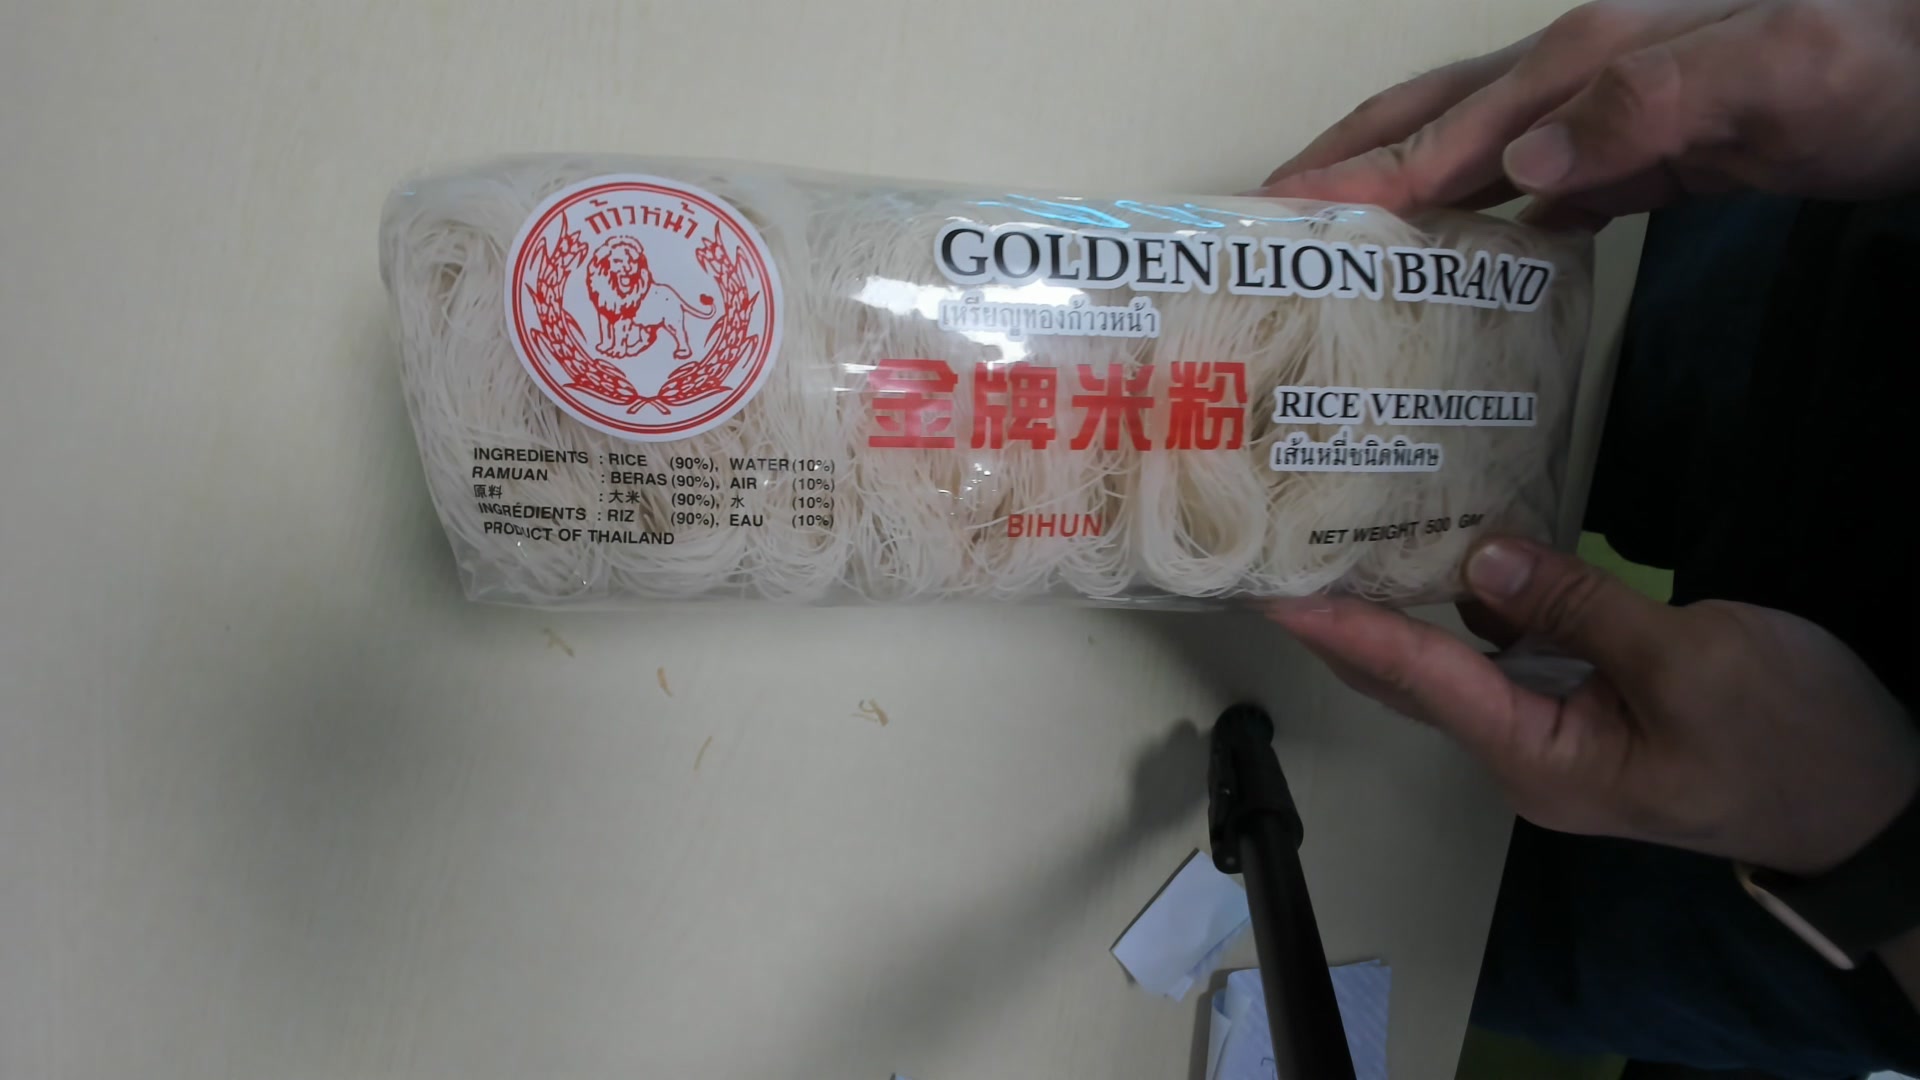 ก้าวหน้า
GOLDEN LION BRAND
เหรียญทองก้าวหน้า
金牌米粉
RICE VERMICELLI
เส้นหมี่ชนิดพิเศษ
BIHUN
INGREDIENTS : RICE (90%), WATER (10%)
RAMUAN : BERAS (90%), AIR (10%)
原料 : 大米 (90%), 水 (10%)
INGRÉDIENTS : RIZ (90%), EAU (10%)
PRODUCT OF THAILAND
NET WEIGHT 500 GM